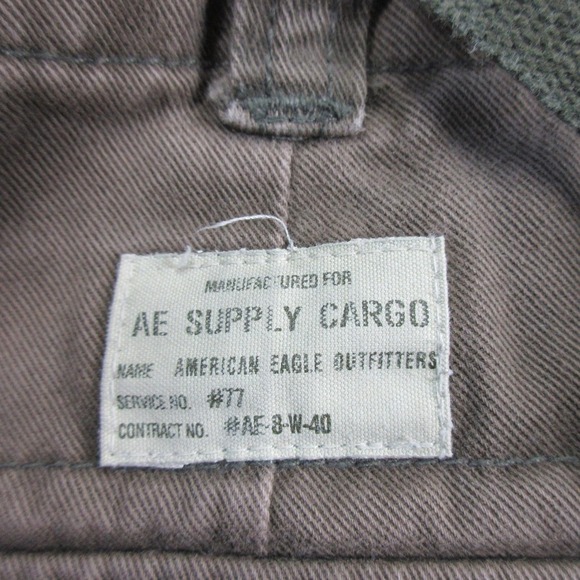 MANUFACTURED FOR
AE SUPPLY CARGO
NAME AMERICAN EAGLE OUTFITTERS
SERVICE NO. #77
CONTRACT NO. #AE-8-W-40